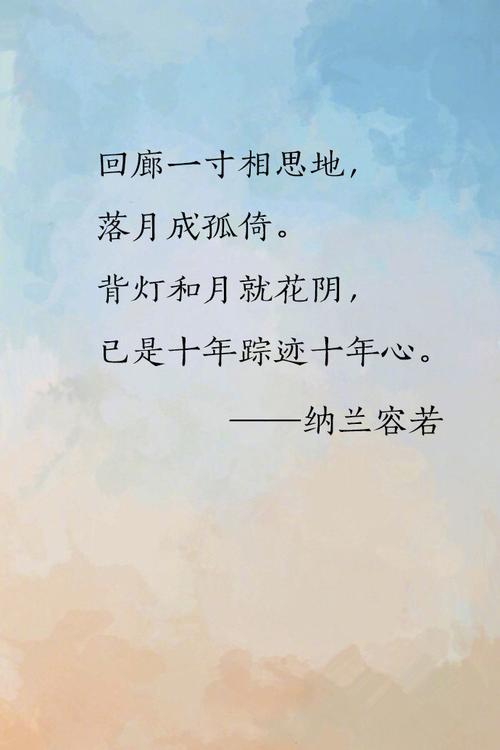 回廊一寸相思地，
落月成孤倚。
背灯和月就花阴，
已是十年踪迹十年心。
——纳兰容若